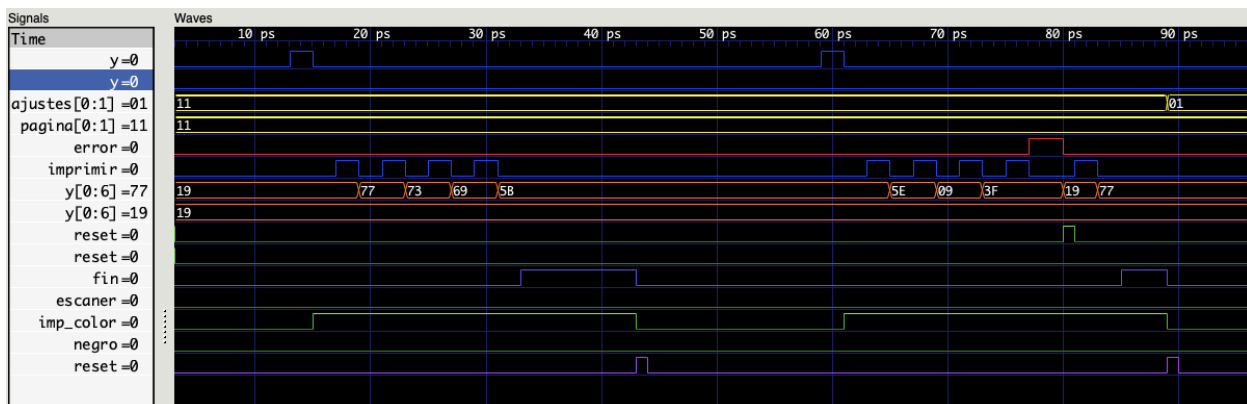 Signals Waves
Time 10 ps 20 ps 30 ps 40 ps 50 ps 60 ps 70 ps 80 ps 90 ps
y=0
y=0
ajustes[0:1]=01 11 01
pagina[0:1]=11 11
error=0
imprimir=0
y[0:6]=77 19 77 73 69 5B 5E 09 3F 19 77
y[0:6]=19 19
reset=0
reset=0
fin=0
escaner=0
imp_color=0
negro=0
reset=0